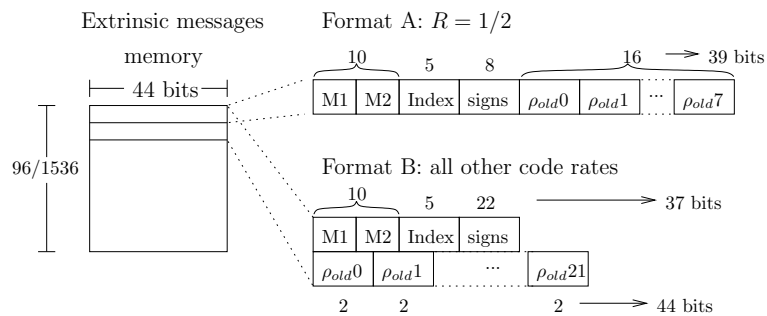 Extrinsic messages
memory
44 bits
96/1536
Format A: R = 1/2
10 5 8 16 39 bits
M1 M2 Index signs ρold0 ρold1 ... ρold7
Format B: all other code rates
10 5 22 37 bits
M1 M2 Index signs
ρold0 ρold1 ... ρold21
2 2 2 44 bits